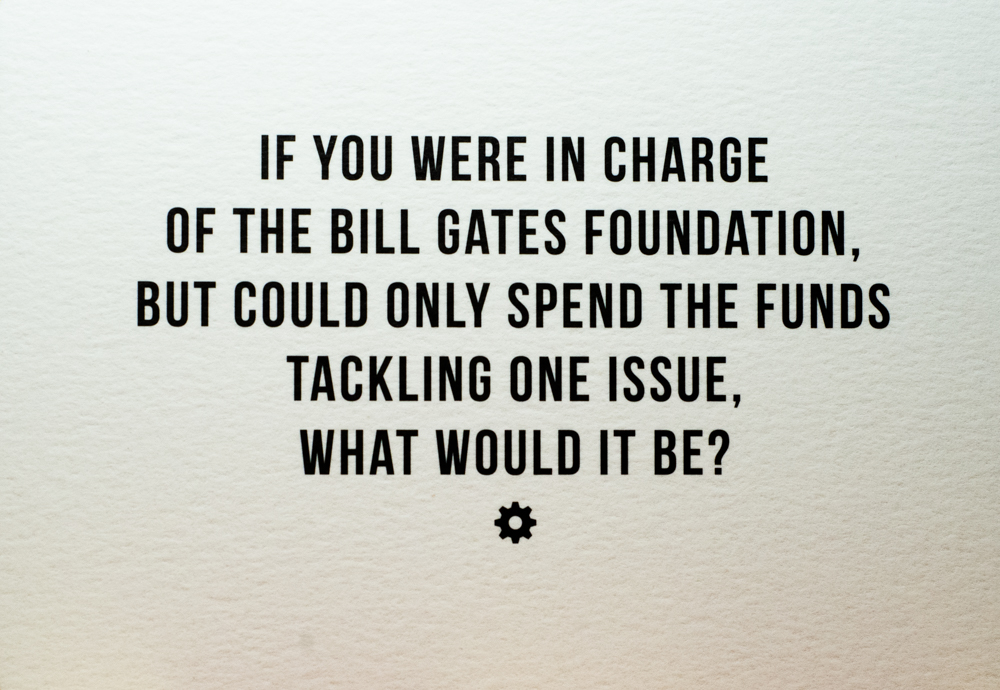 IF YOU WERE IN CHARGE
OF THE BILL GATES FOUNDATION,
BUT COULD ONLY SPEND THE FUNDS
TACKLING ONE ISSUE,
WHAT WOULD IT BE?